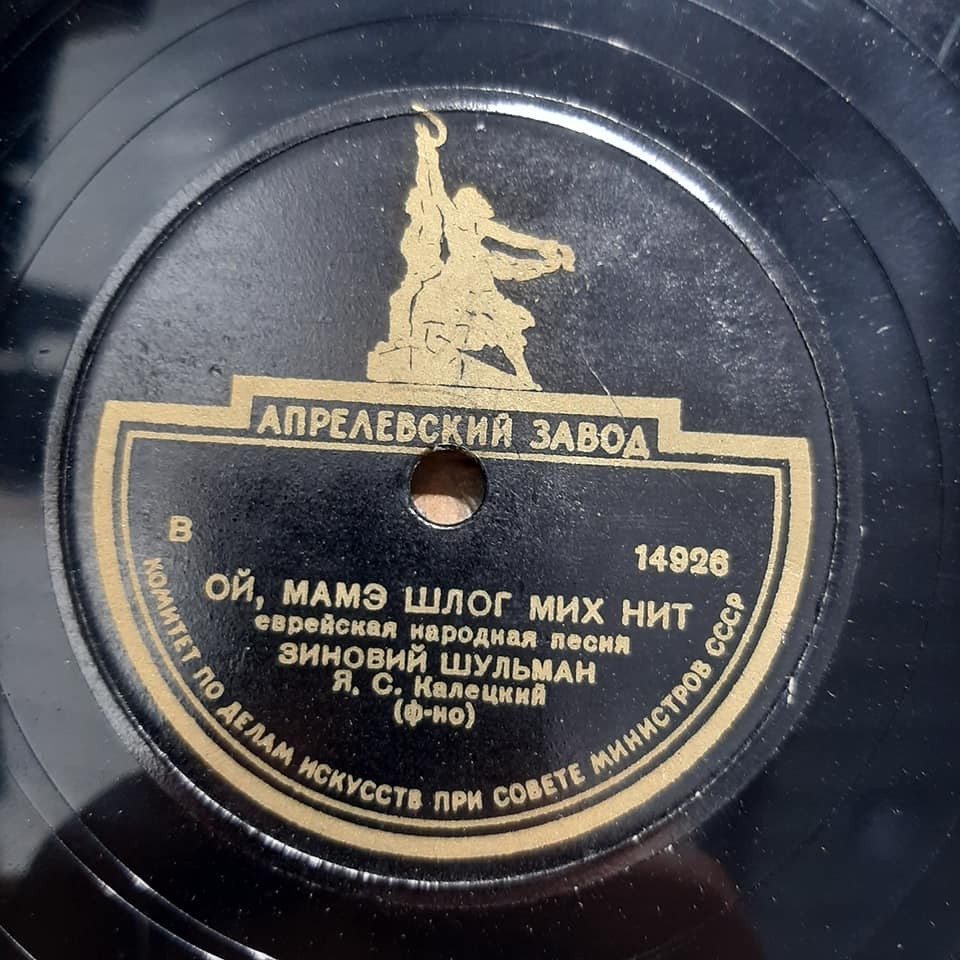 АПРЕЛЕВСКИЙ ЗАВОД
В
14926
ОЙ, МАМЭ ШЛОГ МИХ НИТ
еврейская народная песня
ЗИНОВИЙ ШУЛЬМАН
Я. С. Калецкий
(ф-но)
КОМИТЕТ ПО ДЕЛАМ ИСКУССТВ ПРИ СОВЕТЕ МИНИСТРОВ СССР